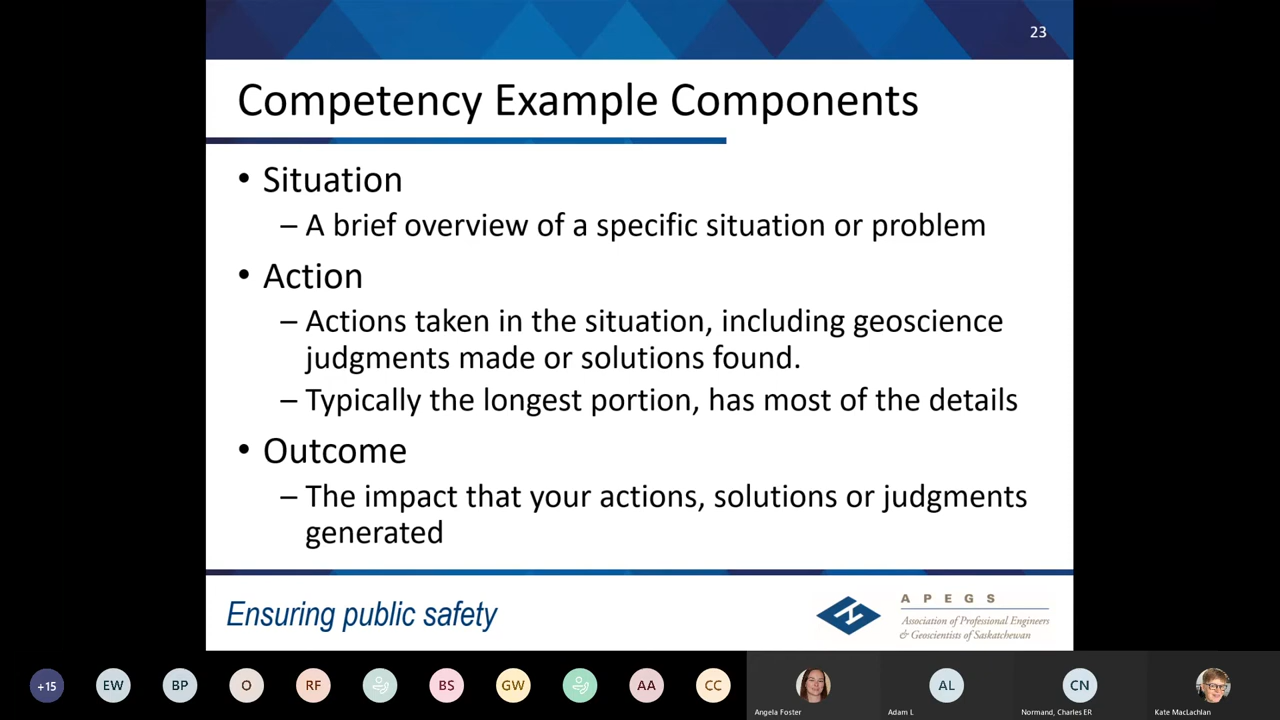 23
Competency Example Components
• Situation
– A brief overview of a specific situation or problem
• Action
– Actions taken in the situation, including geoscience
judgments made or solutions found.
– Typically the longest portion, has most of the details
• Outcome
– The impact that your actions, solutions or judgments
generated
Ensuring public safety
A P E G S
Association of Professional Engineers
& Geoscientists of Saskatchewan
+15 EW BP O RF BS GW AA CC AL CN
Angela Foster Adam L Normand, Charles ER Kate MacLachlan